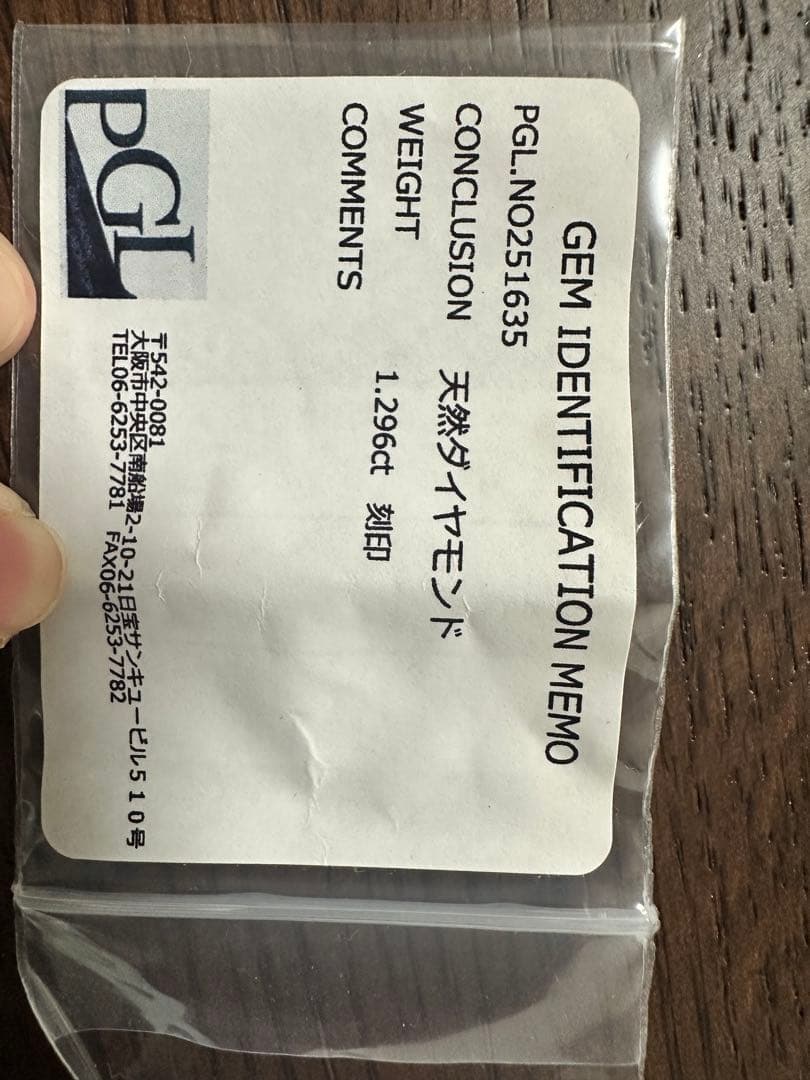 GEM IDENTIFICATION MEMO
PGL.NO251635
CONCLUSION 天然ダイヤモンド
WEIGHT 1.296ct 刻印
COMMENTS
PGL
〒542-0081
大阪市中央区南船場2-10-21日宝サンキュービル510号
TEL06-6253-7781 FAX06-6253-7782